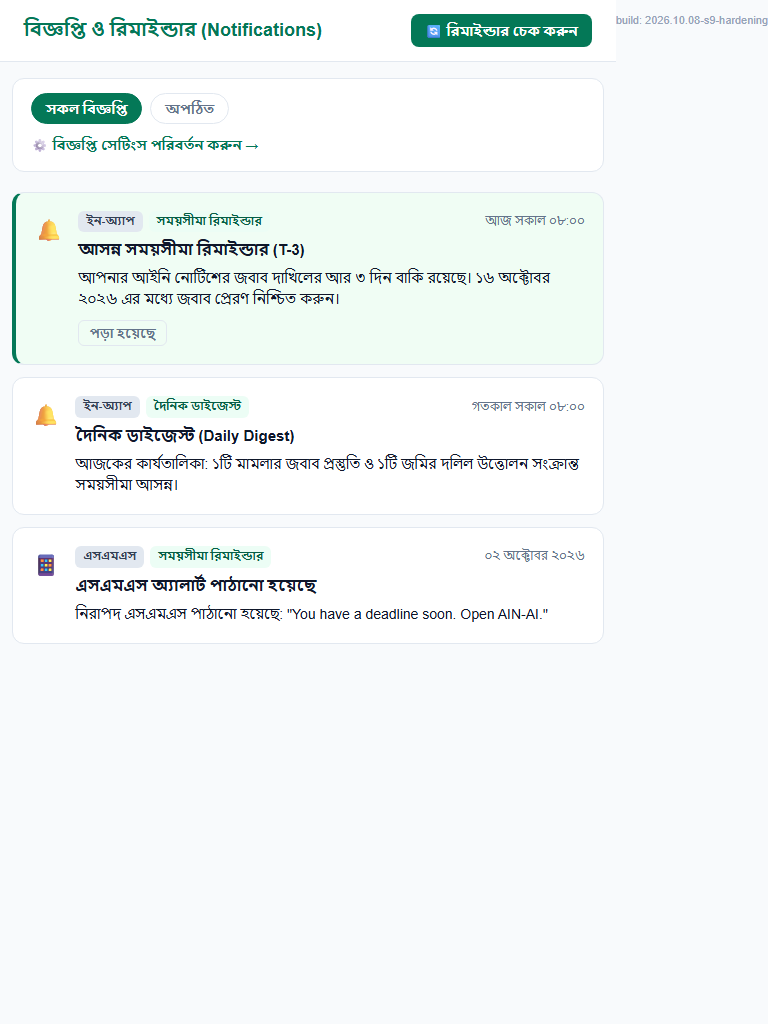 বিজ্ঞপ্তি ও রিমাইন্ডার (Notifications)
রিমাইন্ডার চেক করুন
build: 2026.10.08-s9-hardening
সকল বিজ্ঞপ্তি
অপঠিত
বিজ্ঞপ্তি সেটিংস পরিবর্তন করুন →
ইন-অ্যাপ
সময়সীমা রিমাইন্ডার
আজ সকাল ০৮:০০
আসন্ন সময়সীমা রিমাইন্ডার (T-3)
আপনার আইনি নোটিশের জবাব দাখিলের আর ৩ দিন বাকি রয়েছে। ১৬ অক্টোবর
২০২৬ এর মধ্যে জবাব প্রেরণ নিশ্চিত করুন।
পড়া হয়েছে
ইন-অ্যাপ
দৈনিক ডাইজেস্ট
গতকাল সকাল ০৮:০০
দৈনিক ডাইজেস্ট (Daily Digest)
আজকের কার্যতালিকা: ১টি মামলার জবাব প্রস্তুতি ও ১টি জমির দলিল উত্তোলন সংক্রান্ত
সময়সীমা আসন্ন।
এসএমএস
সময়সীমা রিমাইন্ডার
০২ অক্টোবর ২০২৬
এসএমএস অ্যালার্ট পাঠানো হয়েছে
নিরাপদ এসএমএস পাঠানো হয়েছে: "You have a deadline soon. Open AIN-AI."